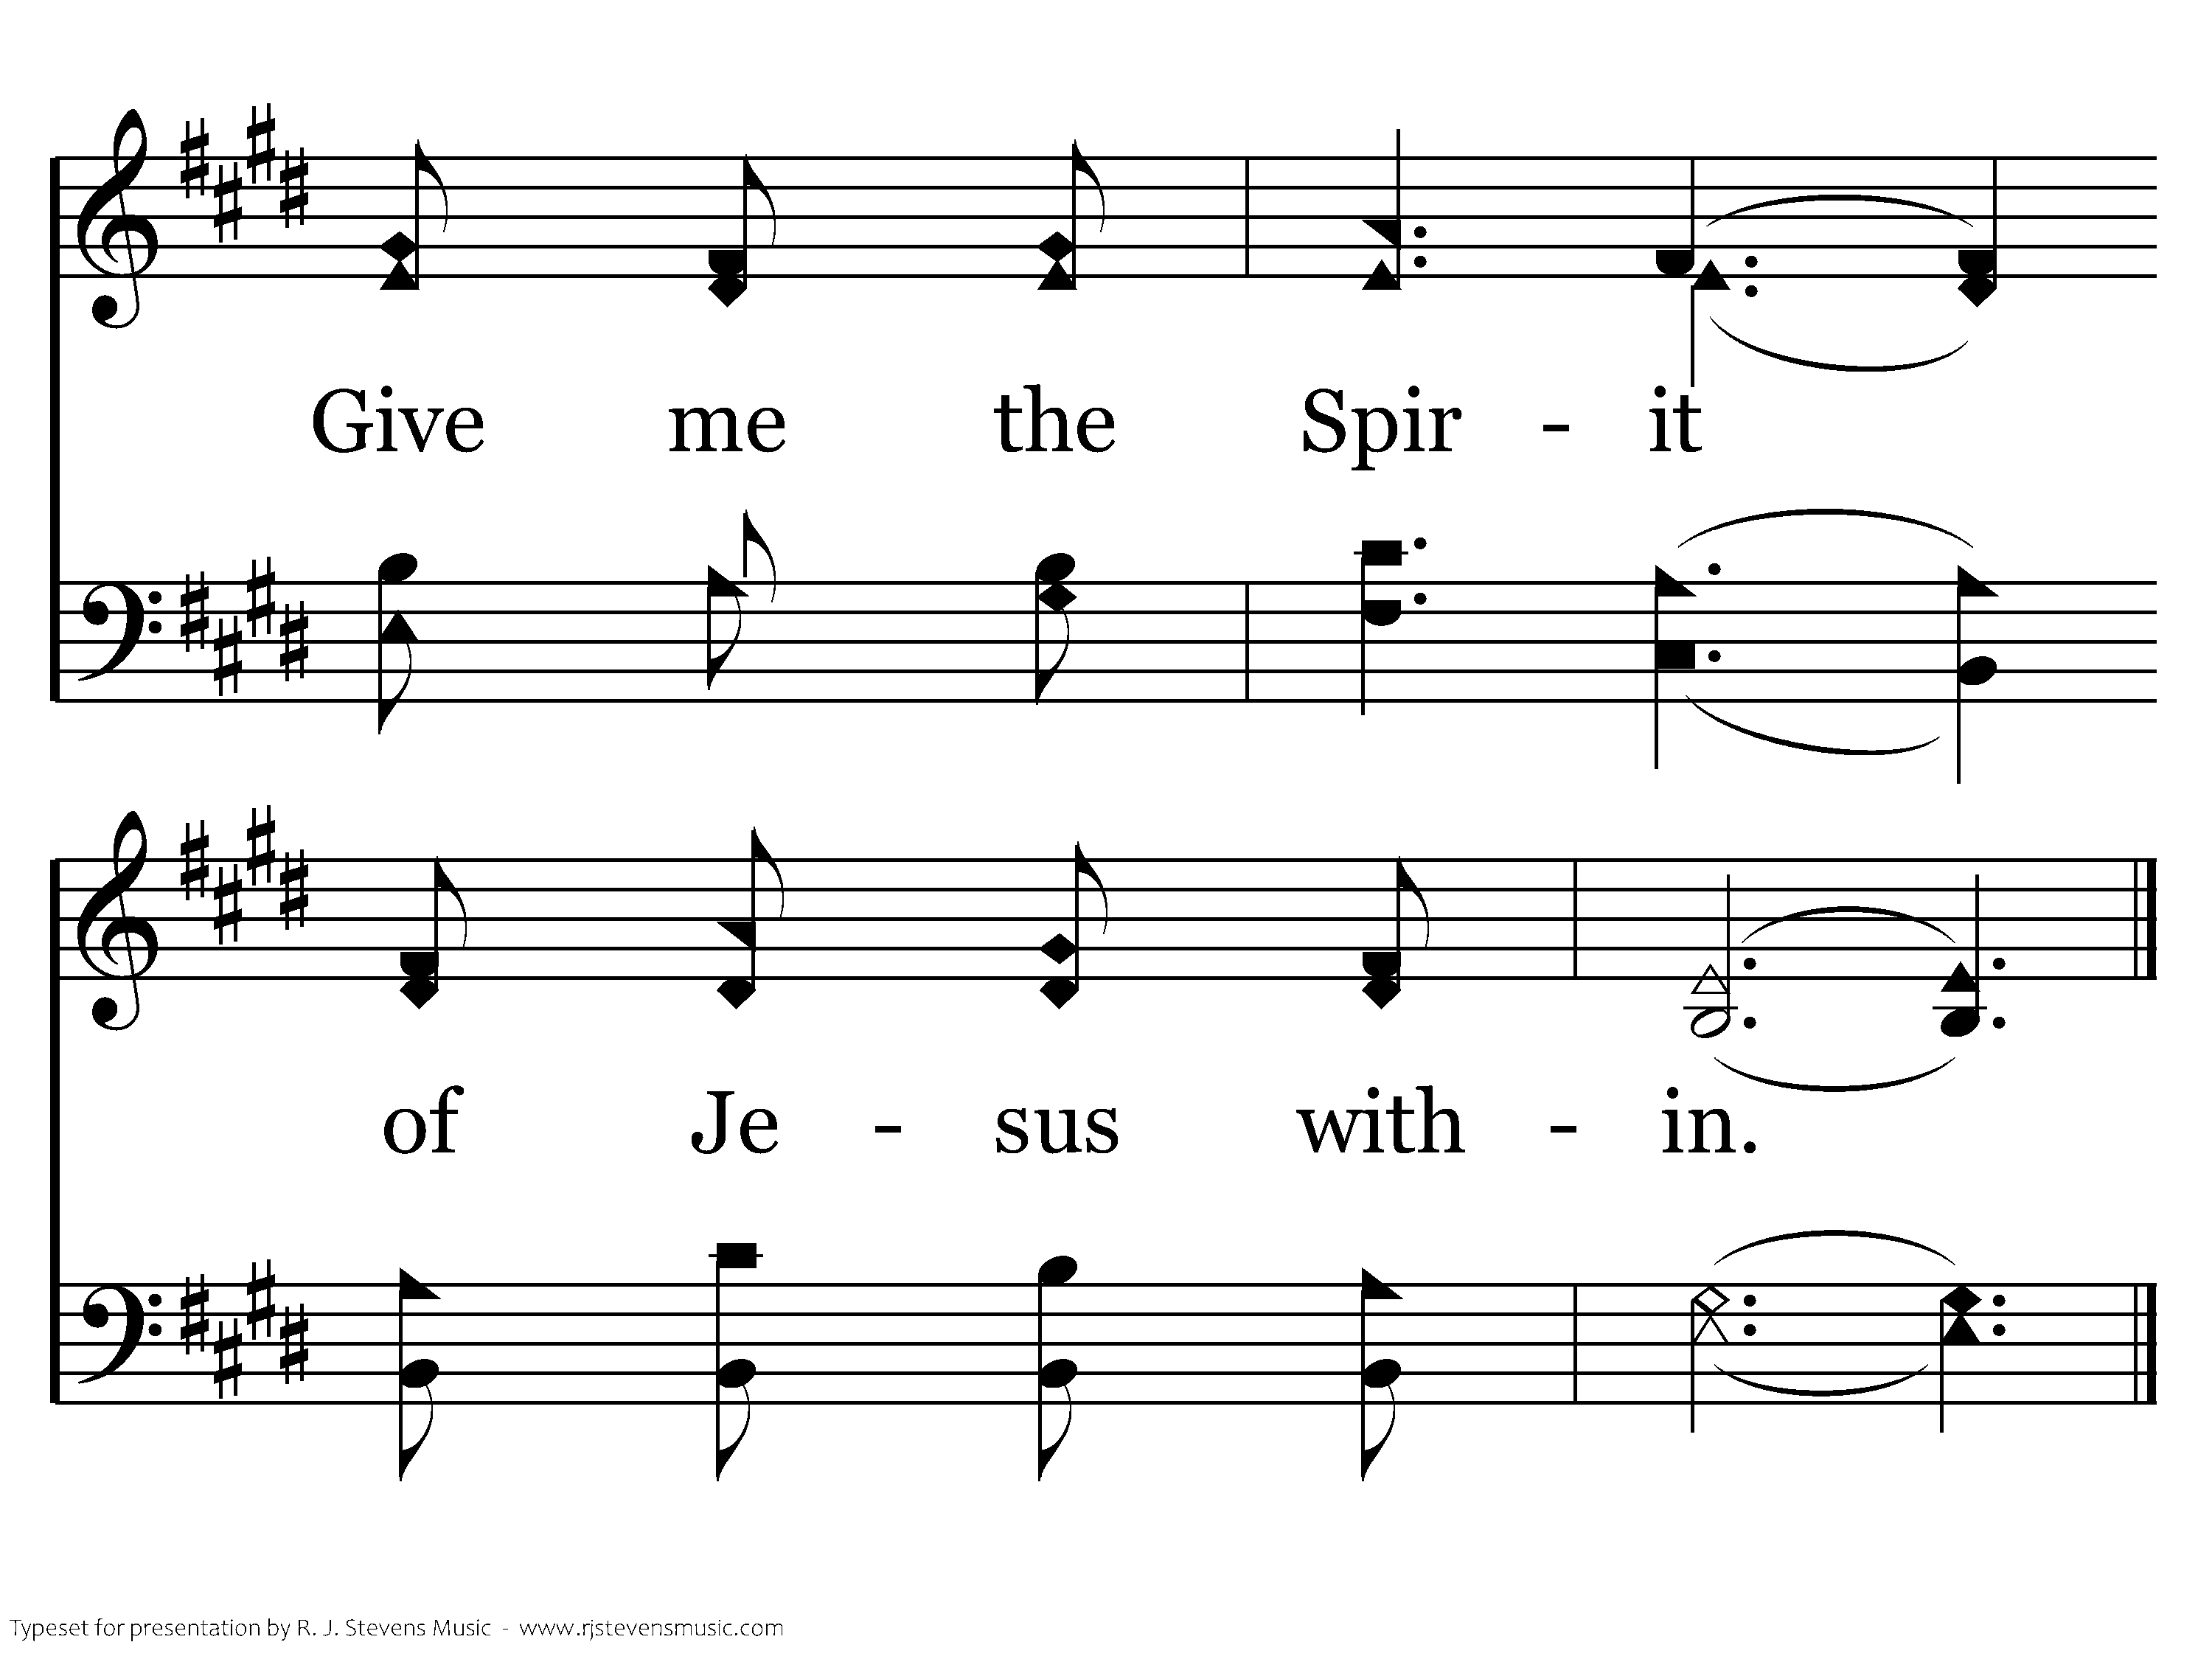 Give me the Spir - it
of Je - sus with - in.
Typeset for presentation by R. J. Stevens Music - www.rjstevensmusic.com